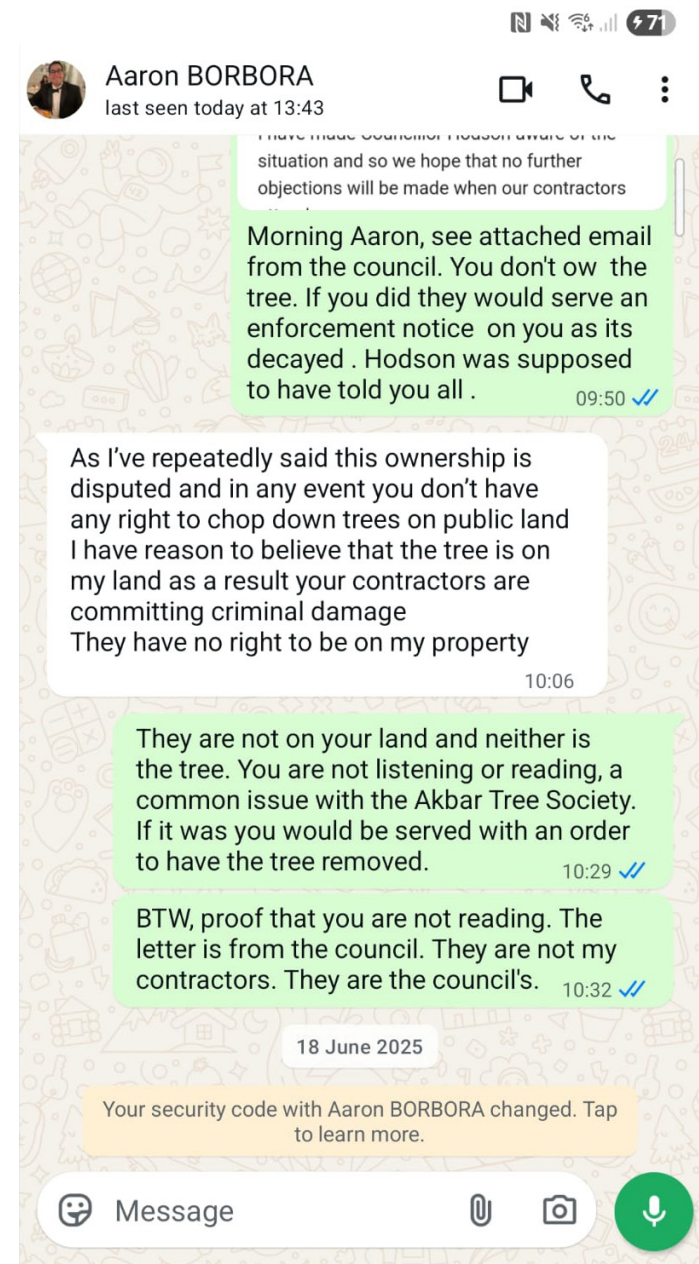 71
Aaron BORBORA
last seen today at 13:43
I have made Councillor Hodson aware of the
situation and so we hope that no further
objections will be made when our contractors
Morning Aaron, see attached email
from the council. You don't ow  the
tree. If you did they would serve an
enforcement notice  on you as its
decayed . Hodson was supposed
to have told you all .
09:50
As I've repeatedly said this ownership is
disputed and in any event you don't have
any right to chop down trees on public land
I have reason to believe that the tree is on
my land as a result your contractors are
committing criminal damage
They have no right to be on my property
10:06
They are not on your land and neither is
the tree. You are not listening or reading, a
common issue with the Akbar Tree Society.
If it was you would be served with an order
to have the tree removed.
10:29
BTW, proof that you are not reading. The
letter is from the council. They are not my
contractors. They are the council's.
10:32
18 June 2025
Your security code with Aaron BORBORA changed. Tap
to learn more.
Message